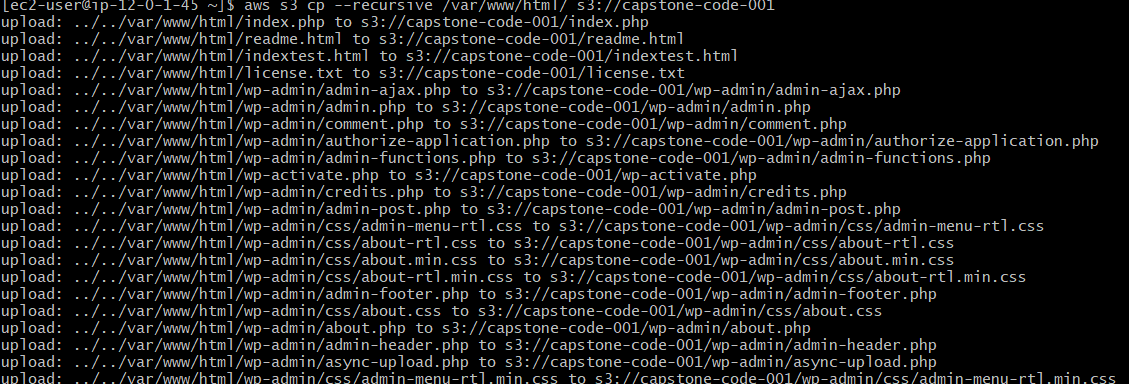 [ec2-user@ip-12-0-1-45 ~]$ aws s3 cp --recursive /var/www/html/ s3://capstone-code-001
upload: ../../var/www/html/index.php to s3://capstone-code-001/index.php
upload: ../../var/www/html/readme.html to s3://capstone-code-001/readme.html
upload: ../../var/www/html/indextest.html to s3://capstone-code-001/indextest.html
upload: ../../var/www/html/license.txt to s3://capstone-code-001/license.txt
upload: ../../var/www/html/wp-admin/admin-ajax.php to s3://capstone-code-001/wp-admin/admin-ajax.php
upload: ../../var/www/html/wp-admin/admin.php to s3://capstone-code-001/wp-admin/admin.php
upload: ../../var/www/html/wp-admin/comment.php to s3://capstone-code-001/wp-admin/comment.php
upload: ../../var/www/html/wp-admin/authorize-application.php to s3://capstone-code-001/wp-admin/authorize-application.php
upload: ../../var/www/html/wp-admin/admin-functions.php to s3://capstone-code-001/wp-admin/admin-functions.php
upload: ../../var/www/html/wp-activate.php to s3://capstone-code-001/wp-activate.php
upload: ../../var/www/html/wp-admin/credits.php to s3://capstone-code-001/wp-admin/credits.php
upload: ../../var/www/html/wp-admin/admin-post.php to s3://capstone-code-001/wp-admin/admin-post.php
upload: ../../var/www/html/wp-admin/css/admin-menu-rtl.css to s3://capstone-code-001/wp-admin/css/admin-menu-rtl.css
upload: ../../var/www/html/wp-admin/css/about-rtl.css to s3://capstone-code-001/wp-admin/css/about-rtl.css
upload: ../../var/www/html/wp-admin/css/about.min.css to s3://capstone-code-001/wp-admin/css/about.min.css
upload: ../../var/www/html/wp-admin/css/about-rtl.min.css to s3://capstone-code-001/wp-admin/css/about-rtl.min.css
upload: ../../var/www/html/wp-admin/admin-footer.php to s3://capstone-code-001/wp-admin/admin-footer.php
upload: ../../var/www/html/wp-admin/css/about.css to s3://capstone-code-001/wp-admin/css/about.css
upload: ../../var/www/html/wp-admin/about.php to s3://capstone-code-001/wp-admin/about.php
upload: ../../var/www/html/wp-admin/admin-header.php to s3://capstone-code-001/wp-admin/admin-header.php
upload: ../../var/www/html/wp-admin/async-upload.php to s3://capstone-code-001/wp-admin/async-upload.php
upload: ../../var/www/html/wp-admin/css/admin-menu-rtl.min.css to s3://capstone-code-001/wp-admin/css/admin-menu-rtl.min.css